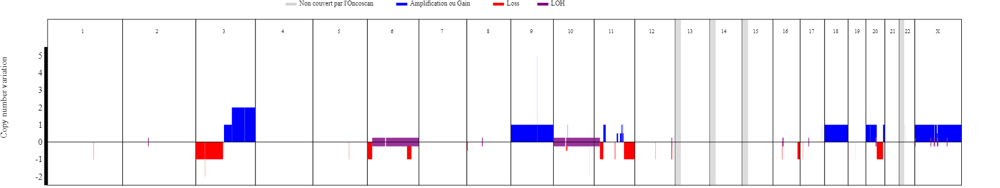 Non couvert par l'Oncoscan Amplification ou Gain Loss LOH
1 2 3 4 5 6 7 8 9 10 11 12 13 14 15 16 17 18 19 20 21 22 X
Copy number variation
5
4
3
2
1
0
-1
-2